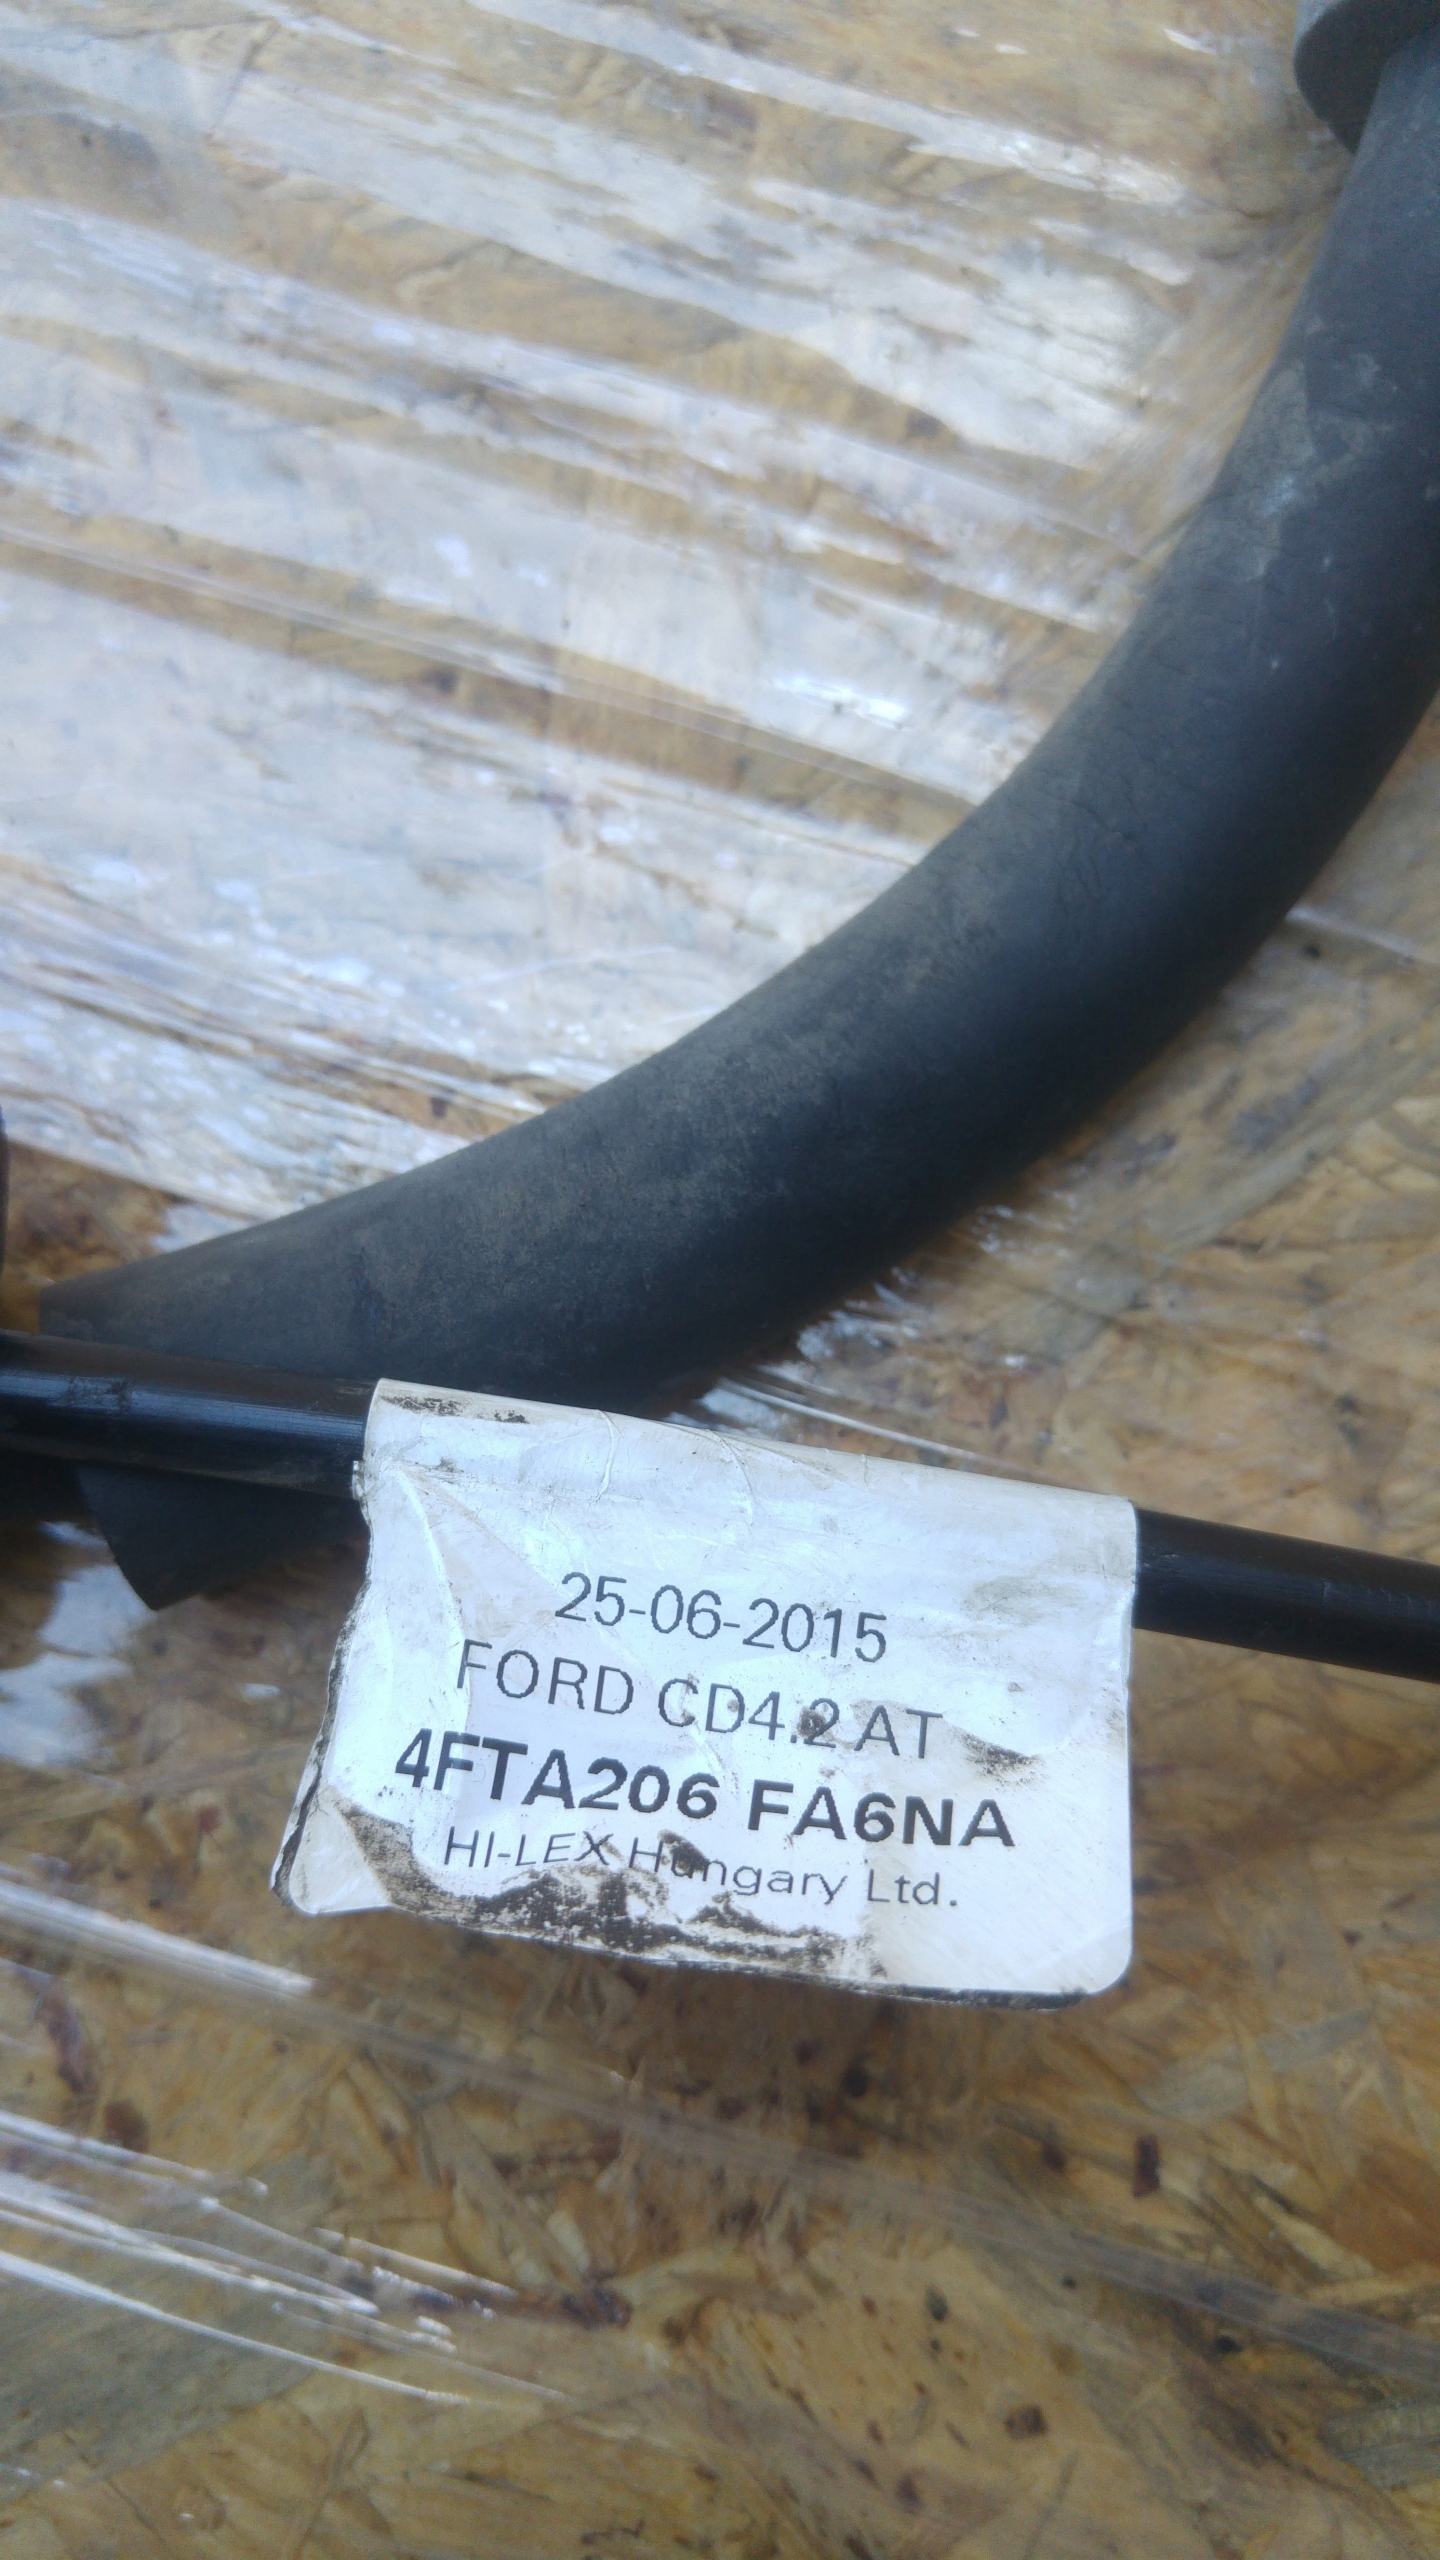 25-06-2015
FORD CD4.2 AT
4FTA206 FA6NA
HI-LEX Hungary Ltd.